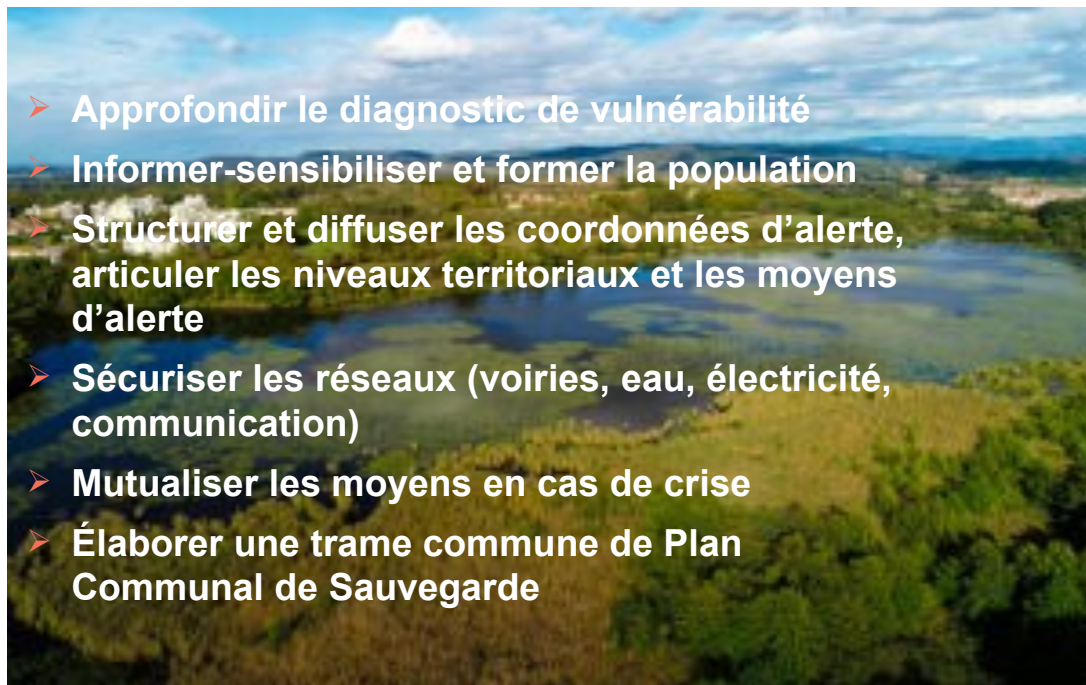 ➢ Approfondir le diagnostic de vulnérabilité
➢ Informer-sensibiliser et former la population
➢ Structurer et diffuser les coordonnées d’alerte,
articuler les niveaux territoriaux et les moyens
d’alerte
➢ Sécuriser les réseaux (voiries, eau, électricité,
communication)
➢ Mutualiser les moyens en cas de crise
➢ Élaborer une trame commune de Plan
Communal de Sauvegarde